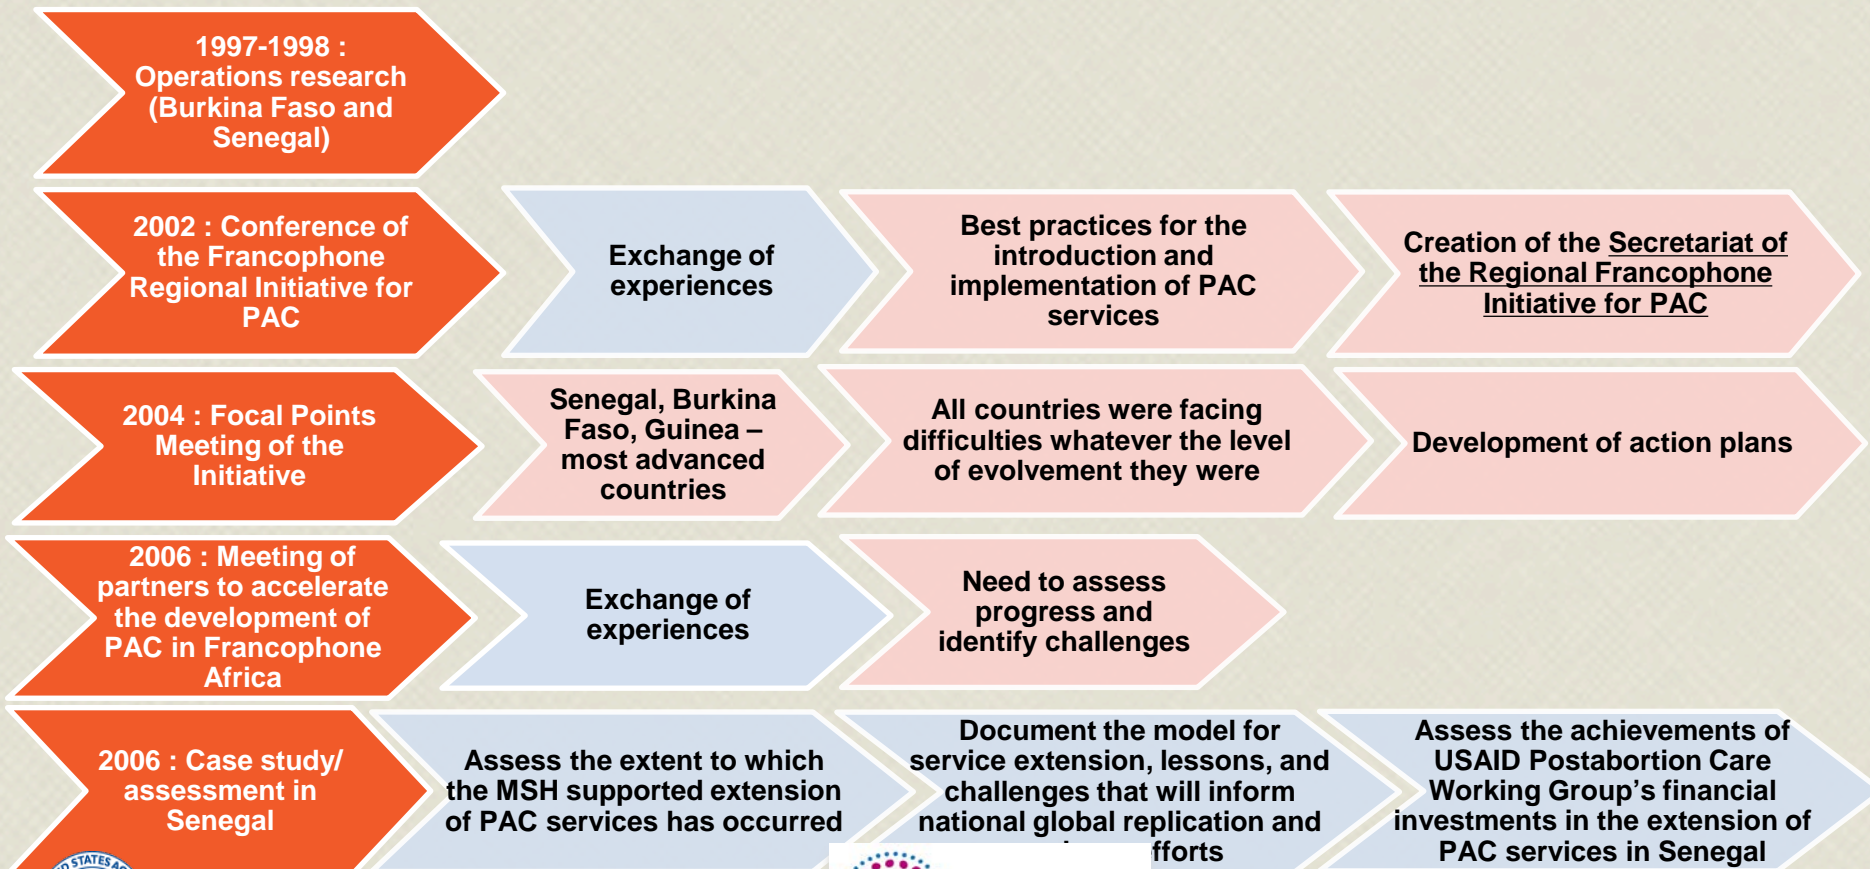 1997-1998 :
Operations research
(Burkina Faso and
Senegal)
2002 : Conference of
the Francophone
Regional Initiative for
PAC
Exchange of
experiences
Best practices for the
introduction and
implementation of PAC
services
Creation of the Secretariat of
the Regional Francophone
Initiative for PAC
2004 : Focal Points
Meeting of the
Initiative
Senegal, Burkina
Faso, Guinea –
most advanced
countries
All countries were facing
difficulties whatever the level
of evolvement they were
Development of action plans
2006 : Meeting of
partners to accelerate
the development of
PAC in Francophone
Africa
Exchange of
experiences
Need to assess
progress and
identify challenges
2006 : Case study/
assessment in
Senegal
Assess the extent to which
the MSH supported extension
of PAC services has occurred
Document the model for
service extension, lessons, and
challenges that will inform
national global replication and
fforts
Assess the achievements of
USAID Postabortion Care
Working Group's financial
investments in the extension of
PAC services in Senegal
STATES